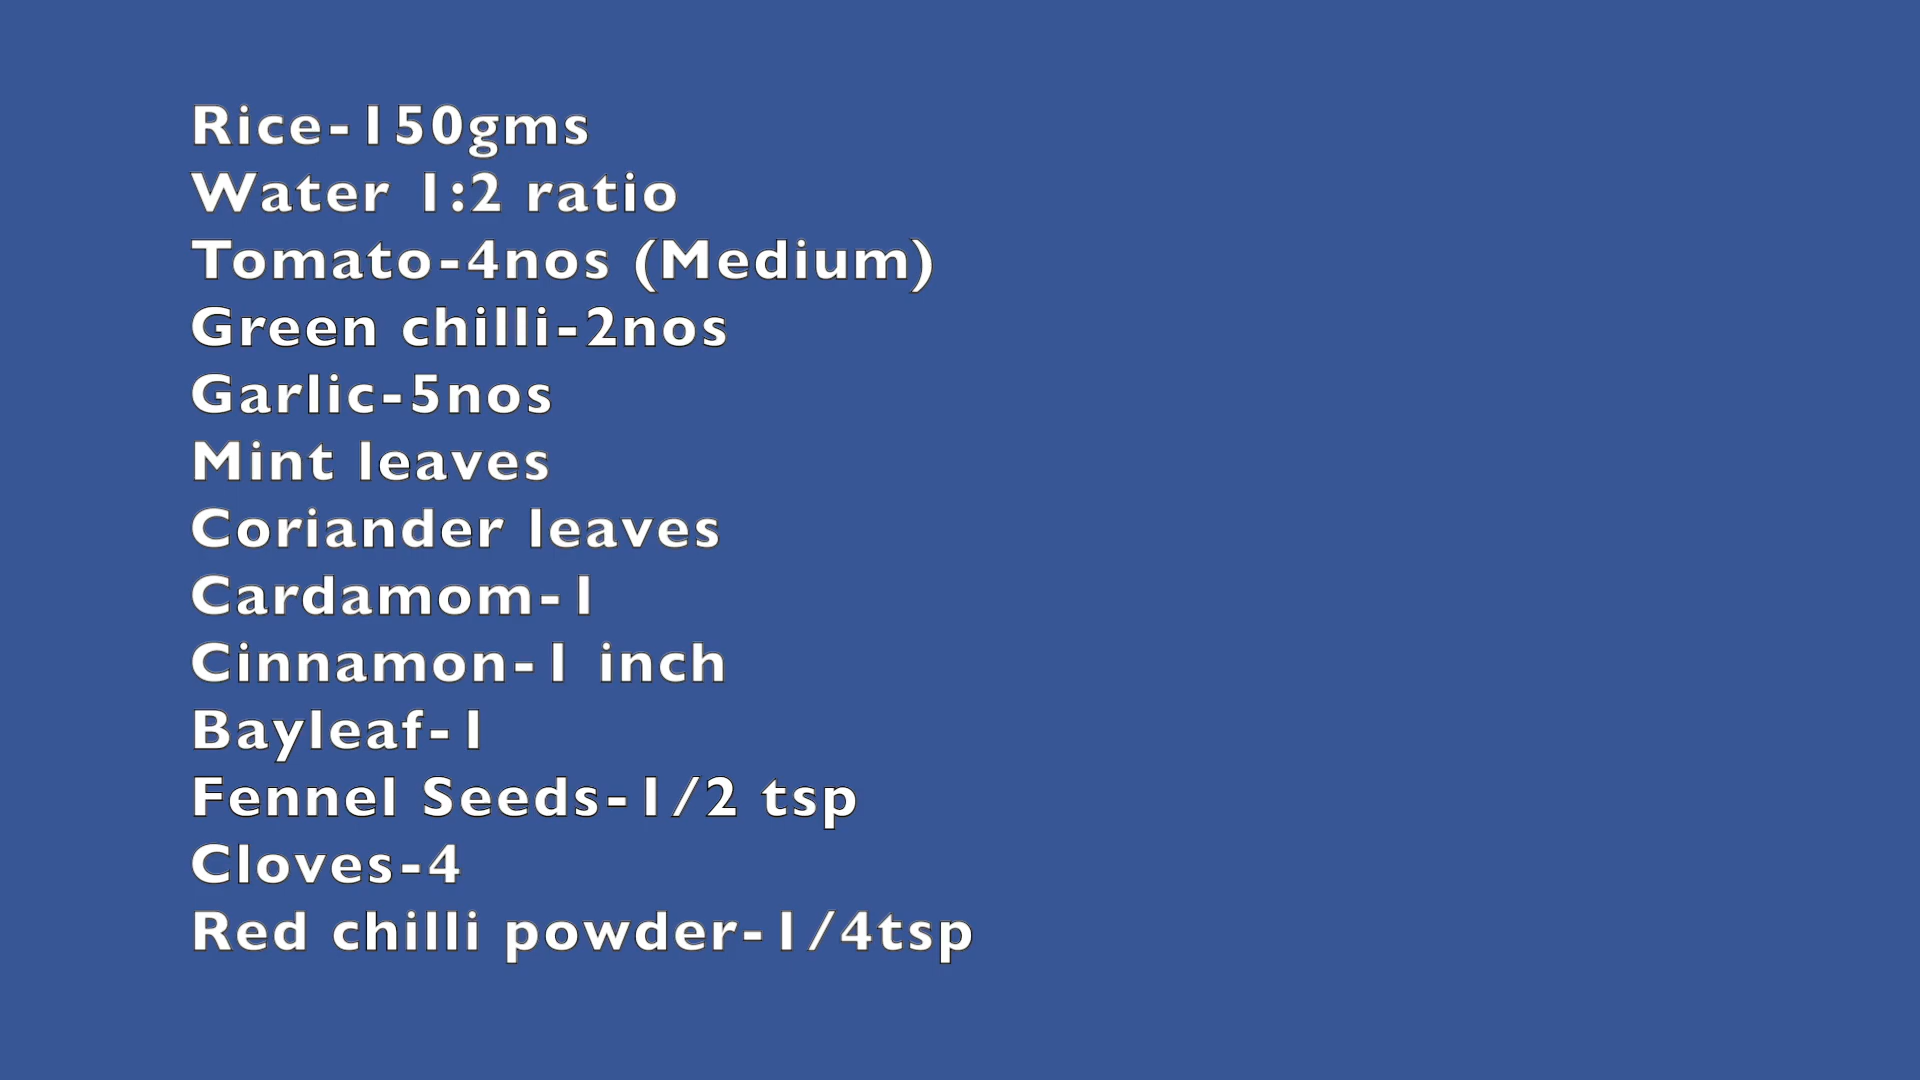 Rice-150gms
Water 1:2 ratio
Tomato-4nos (Medium)
Green chilli-2nos
Garlic-5nos
Mint leaves
Coriander leaves
Cardamom-1
Cinnamon-1 inch
Bayleaf-1
Fennel Seeds-1/2 tsp
Cloves-4
Red chilli powder-1/4tsp